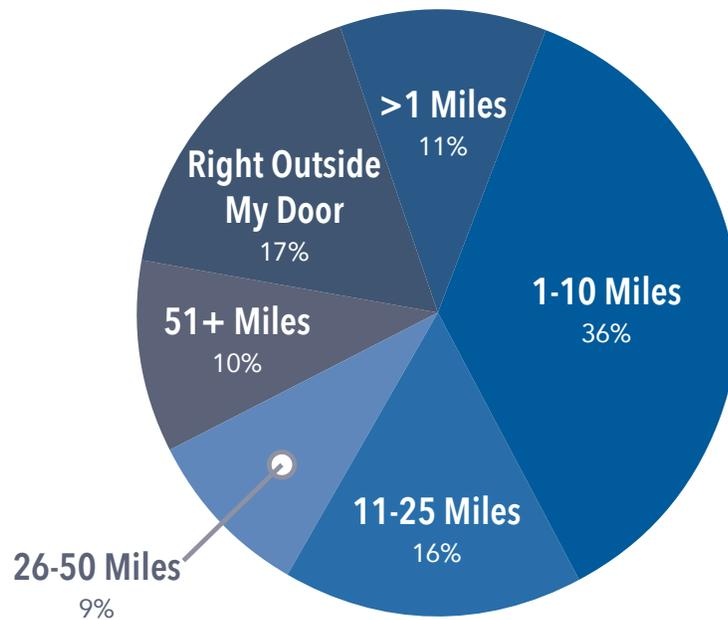 >1 Miles
11%
Right Outside
My Door
17%
1-10 Miles
36%
51+ Miles
10%
11-25 Miles
16%
26-50 Miles
9%